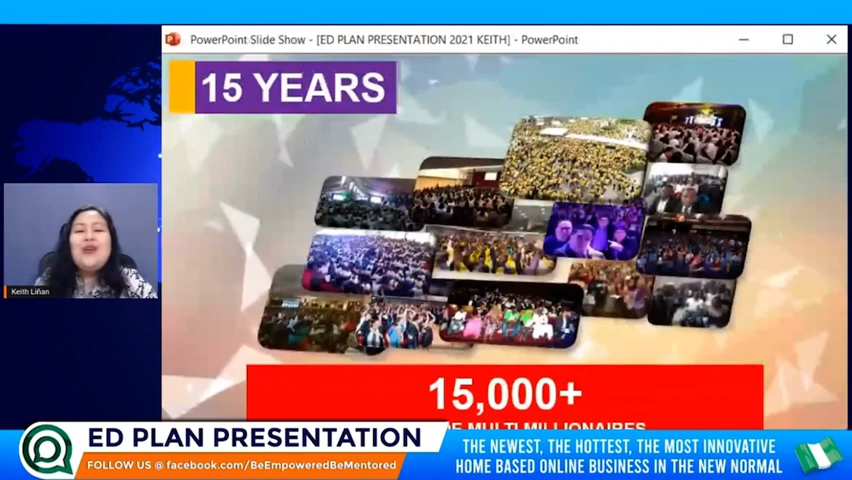 PowerPoint Slide Show - [ED PLAN PRESENTATION 2021 KEITH] - PowerPoint
15 YEARS
Keith Liñan
15,000+
MULTI MILLIONAIRES
ED PLAN PRESENTATION
FOLLOW US @ facebook.com/BeEmpoweredBeMentored
THE NEWEST, THE HOTTEST, THE MOST INNOVATIVE
HOME BASED ONLINE BUSINESS IN THE NEW NORMAL